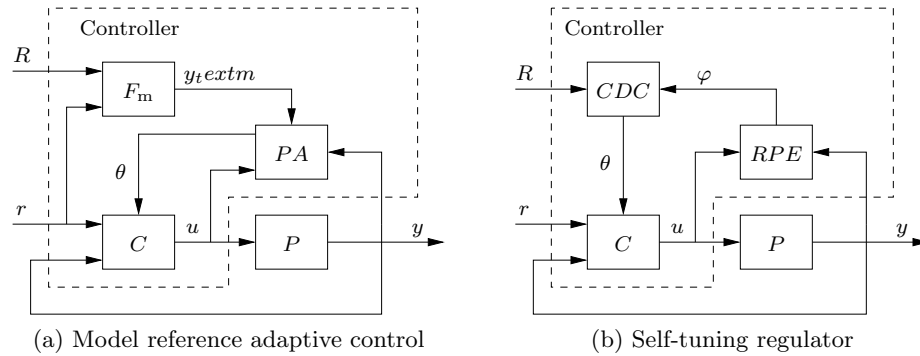 Controller
R
F_m
y_textm
PA
θ
r
C
u
P
y
(a) Model reference adaptive control
Controller
R
CDC
φ
RPE
θ
r
C
u
P
y
(b) Self-tuning regulator